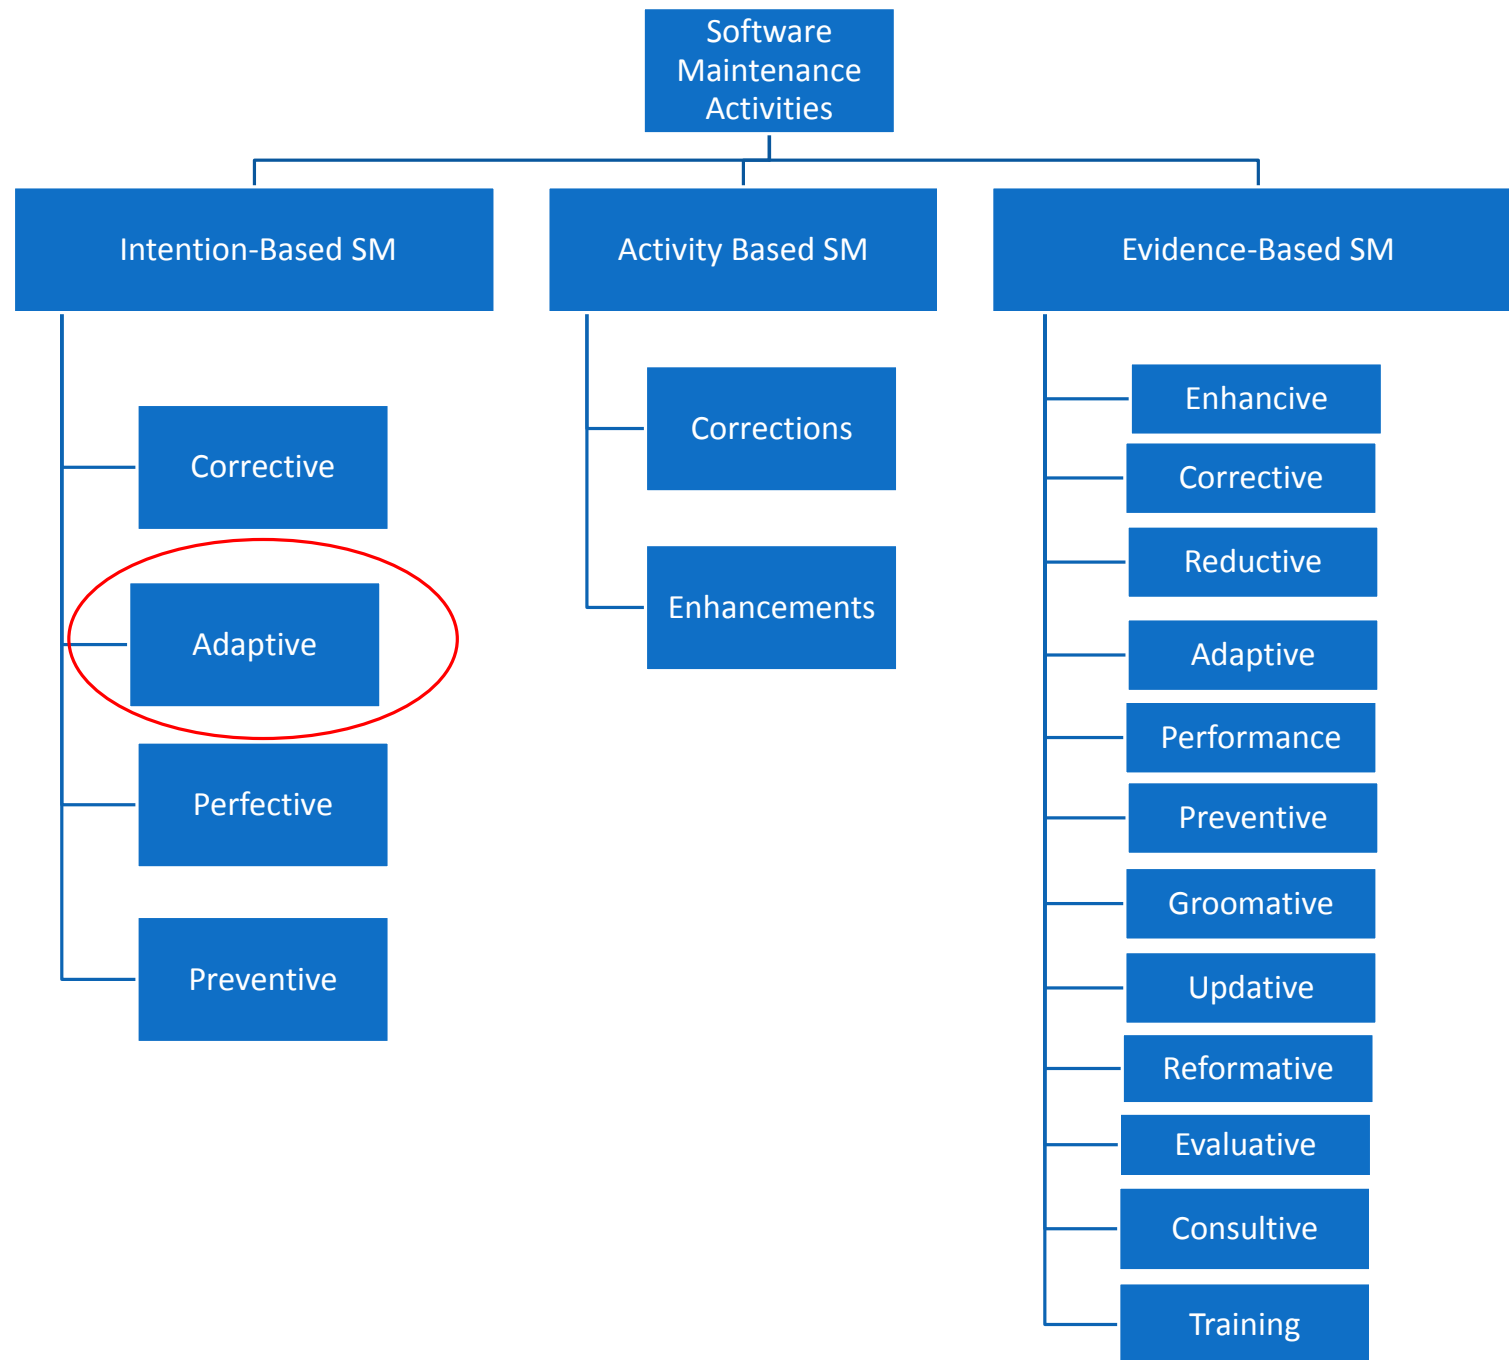 Software
Maintenance
Activities
Intention-Based SM
Activity Based SM
Evidence-Based SM
Corrective
Adaptive
Perfective
Preventive
Corrections
Enhancements
Enhancive
Corrective
Reductive
Adaptive
Performance
Preventive
Groomative
Updative
Reformative
Evaluative
Consultive
Training